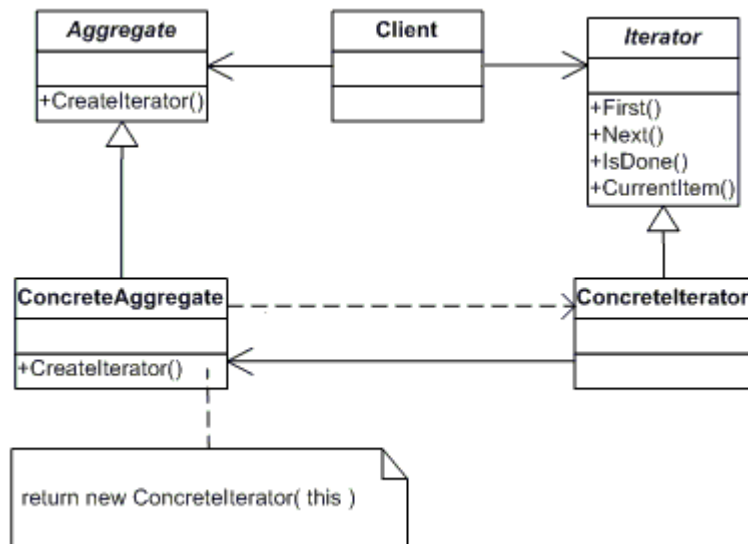 Aggregate
+CreateIterator()
Client
Iterator
+First()
+Next()
+IsDone()
+CurrentItem()
ConcreteAggregate
+CreateIterator()
ConcreteIterator
return new ConcreteIterator( this )